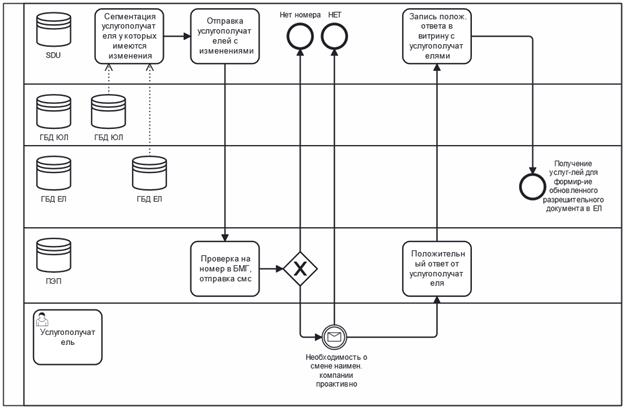 Сегментация
услугополучат
еля у которых
имеются
изменения
Отправка
услугополучат
елей с
изменениями
Нет номера
НЕТ
Запись полож.
ответа в
витрину с
услугополучат
елями
SDU
ГБД ЮЛ
ГБД ЮЛ
ГБД ЕЛ
ГБД ЕЛ
Получение
услуг-лей для
формир-ие
обновленного
разрешительного
документа в ЕЛ
ПЭП
Проверка на
номер в БМГ,
отправка смс
Положительн
ый ответ от
услугополучат
еля
Услугополучат
ель
Необходимость о
смене наимен.
компании
проактивно